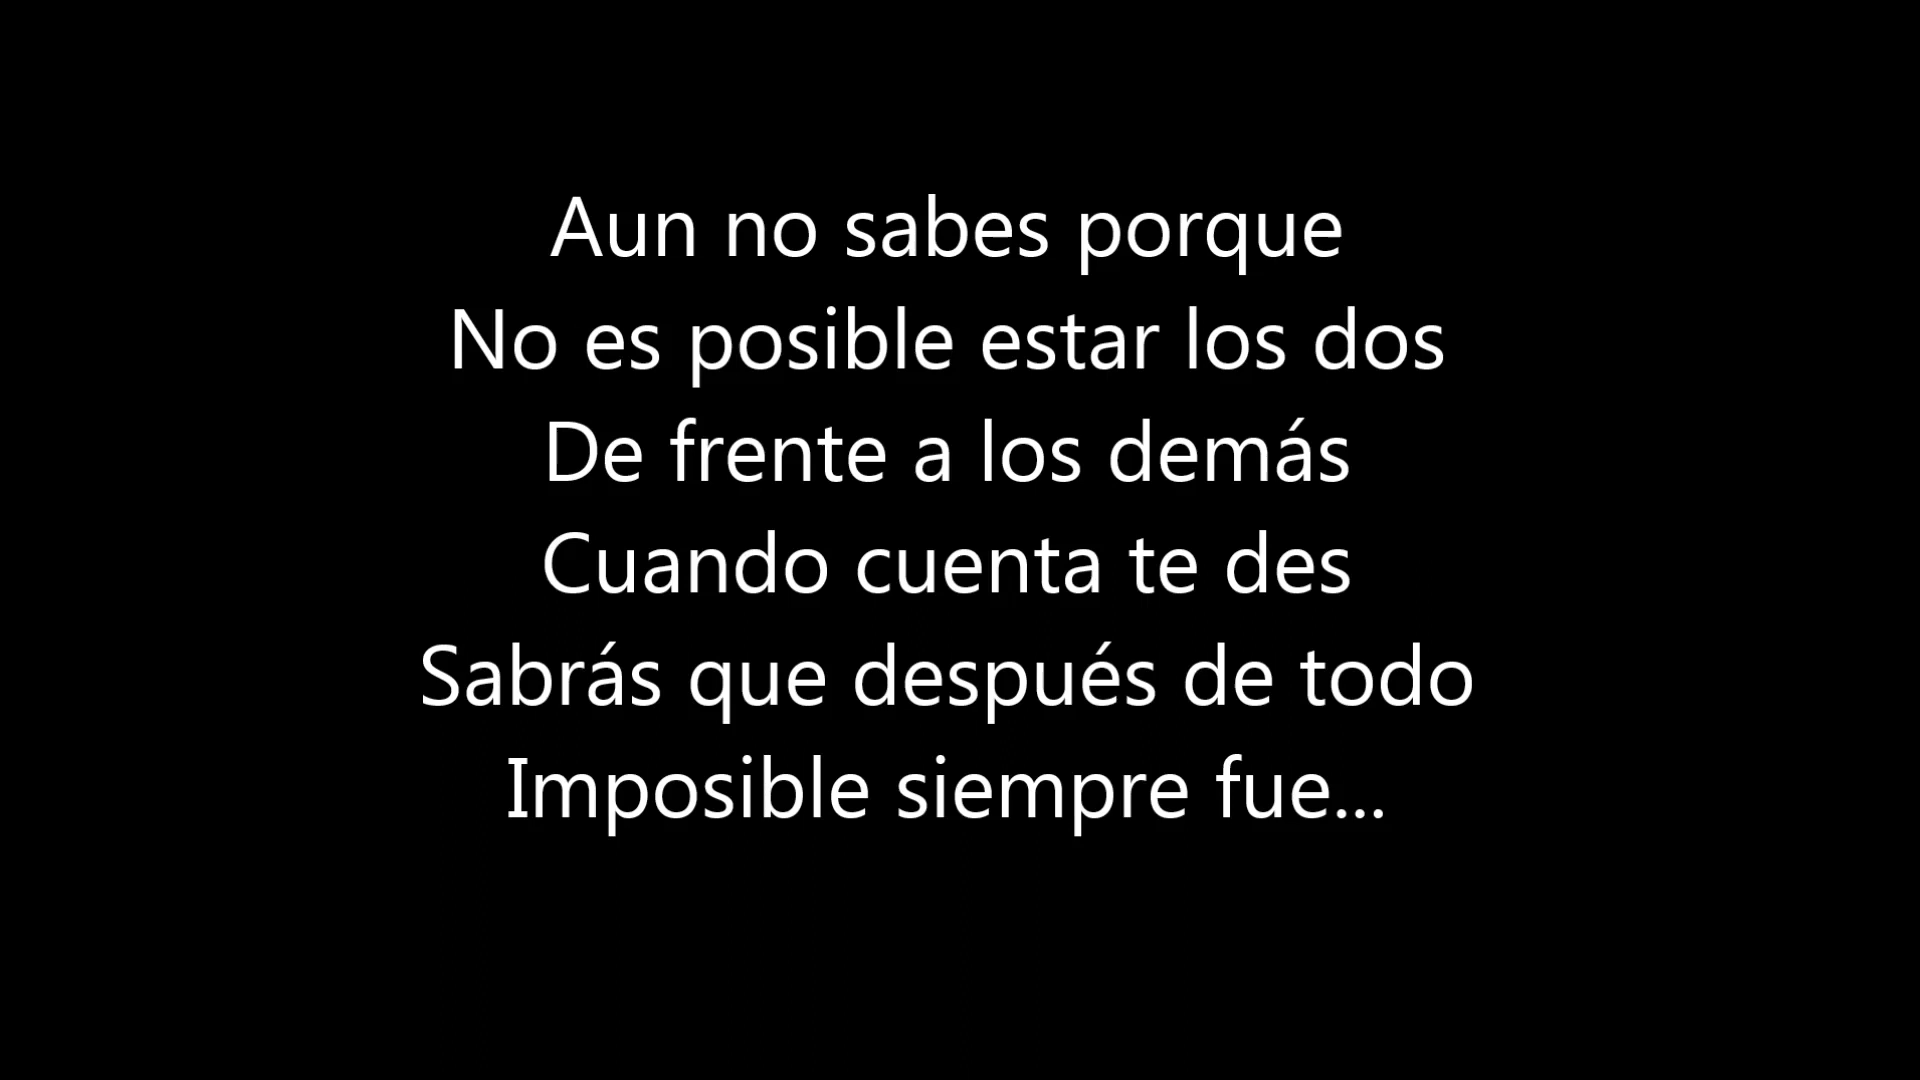 Aun no sabes porque
No es posible estar los dos
De frente a los demás
Cuando cuenta te des
Sabrás que después de todo
Imposible siempre fue...